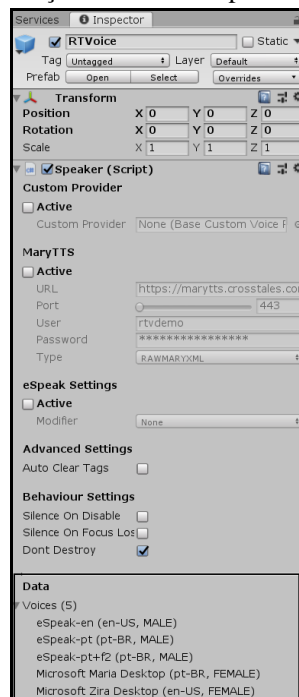 Services Inspector
RTVoice Static
Tag Untagged Layer Default
Prefab Open Select Overrides
Transform
Position X 0 Y 0 Z 0
Rotation X 0 Y 0 Z 0
Scale X 1 Y 1 Z 1
Speaker (Script)
Custom Provider
Active
Custom Provider None (Base Custom Voice P
MaryTTS
Active
URL https://marytts.crosstales.co
Port 443
User rtvdemo
Password ****************
Type RAWMARYXML
eSpeak Settings
Active
Modifier None
Advanced Settings
Auto Clear Tags
Behaviour Settings
Silence On Disable
Silence On Focus Los
Dont Destroy
Data
Voices (5)
eSpeak-en (en-US, MALE)
eSpeak-pt (pt-BR, MALE)
eSpeak-pt+f2 (pt-BR, MALE)
Microsoft Maria Desktop (pt-BR, FEMALE)
Microsoft Zira Desktop (en-US, FEMALE)